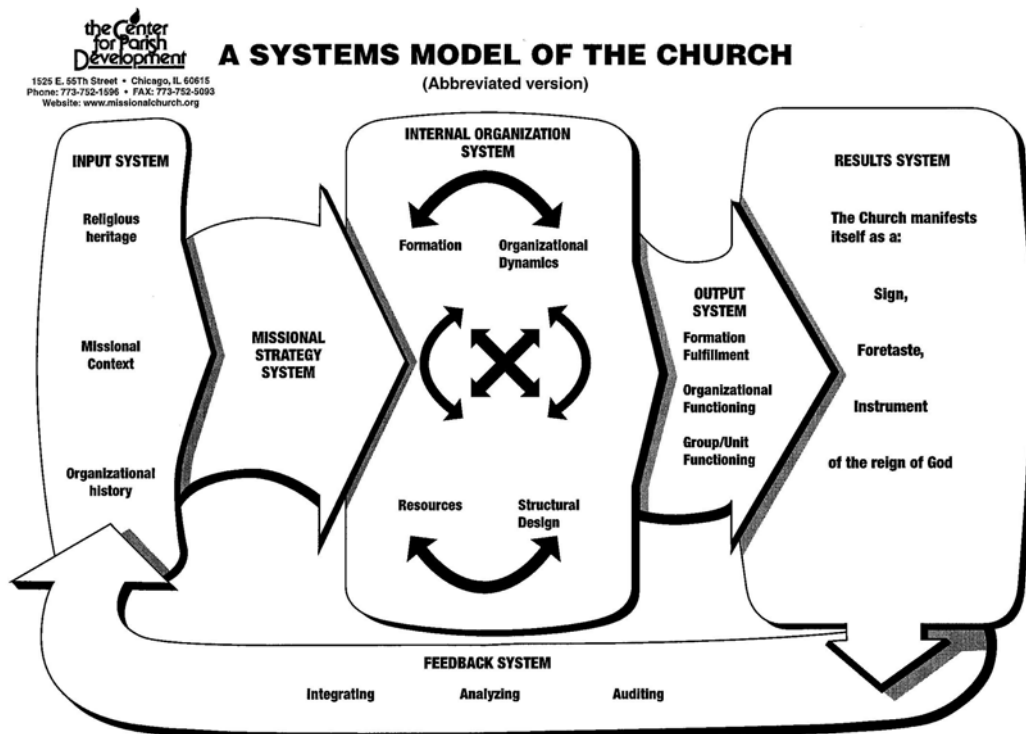 the Center
for Parish
Development
1525 E. 55Th Street • Chicago, IL 60615
Phone: 773-752-1596 • FAX: 773-752-5093
Website: www.missionalchurch.org
A SYSTEMS MODEL OF THE CHURCH
(Abbreviated version)
INPUT SYSTEM
Religious
heritage
Missional
Context
Organizational
history
MISSIONAL
STRATEGY
SYSTEM
INTERNAL ORGANIZATION
SYSTEM
Formation
Organizational
Dynamics
Resources
Structural
Design
OUTPUT
SYSTEM
Formation
Fulfillment
Organizational
Functioning
Group/Unit
Functioning
RESULTS SYSTEM
The Church manifests
itself as a:
Sign,
Foretaste,
Instrument
of the reign of God
FEEDBACK SYSTEM
Integrating
Analyzing
Auditing